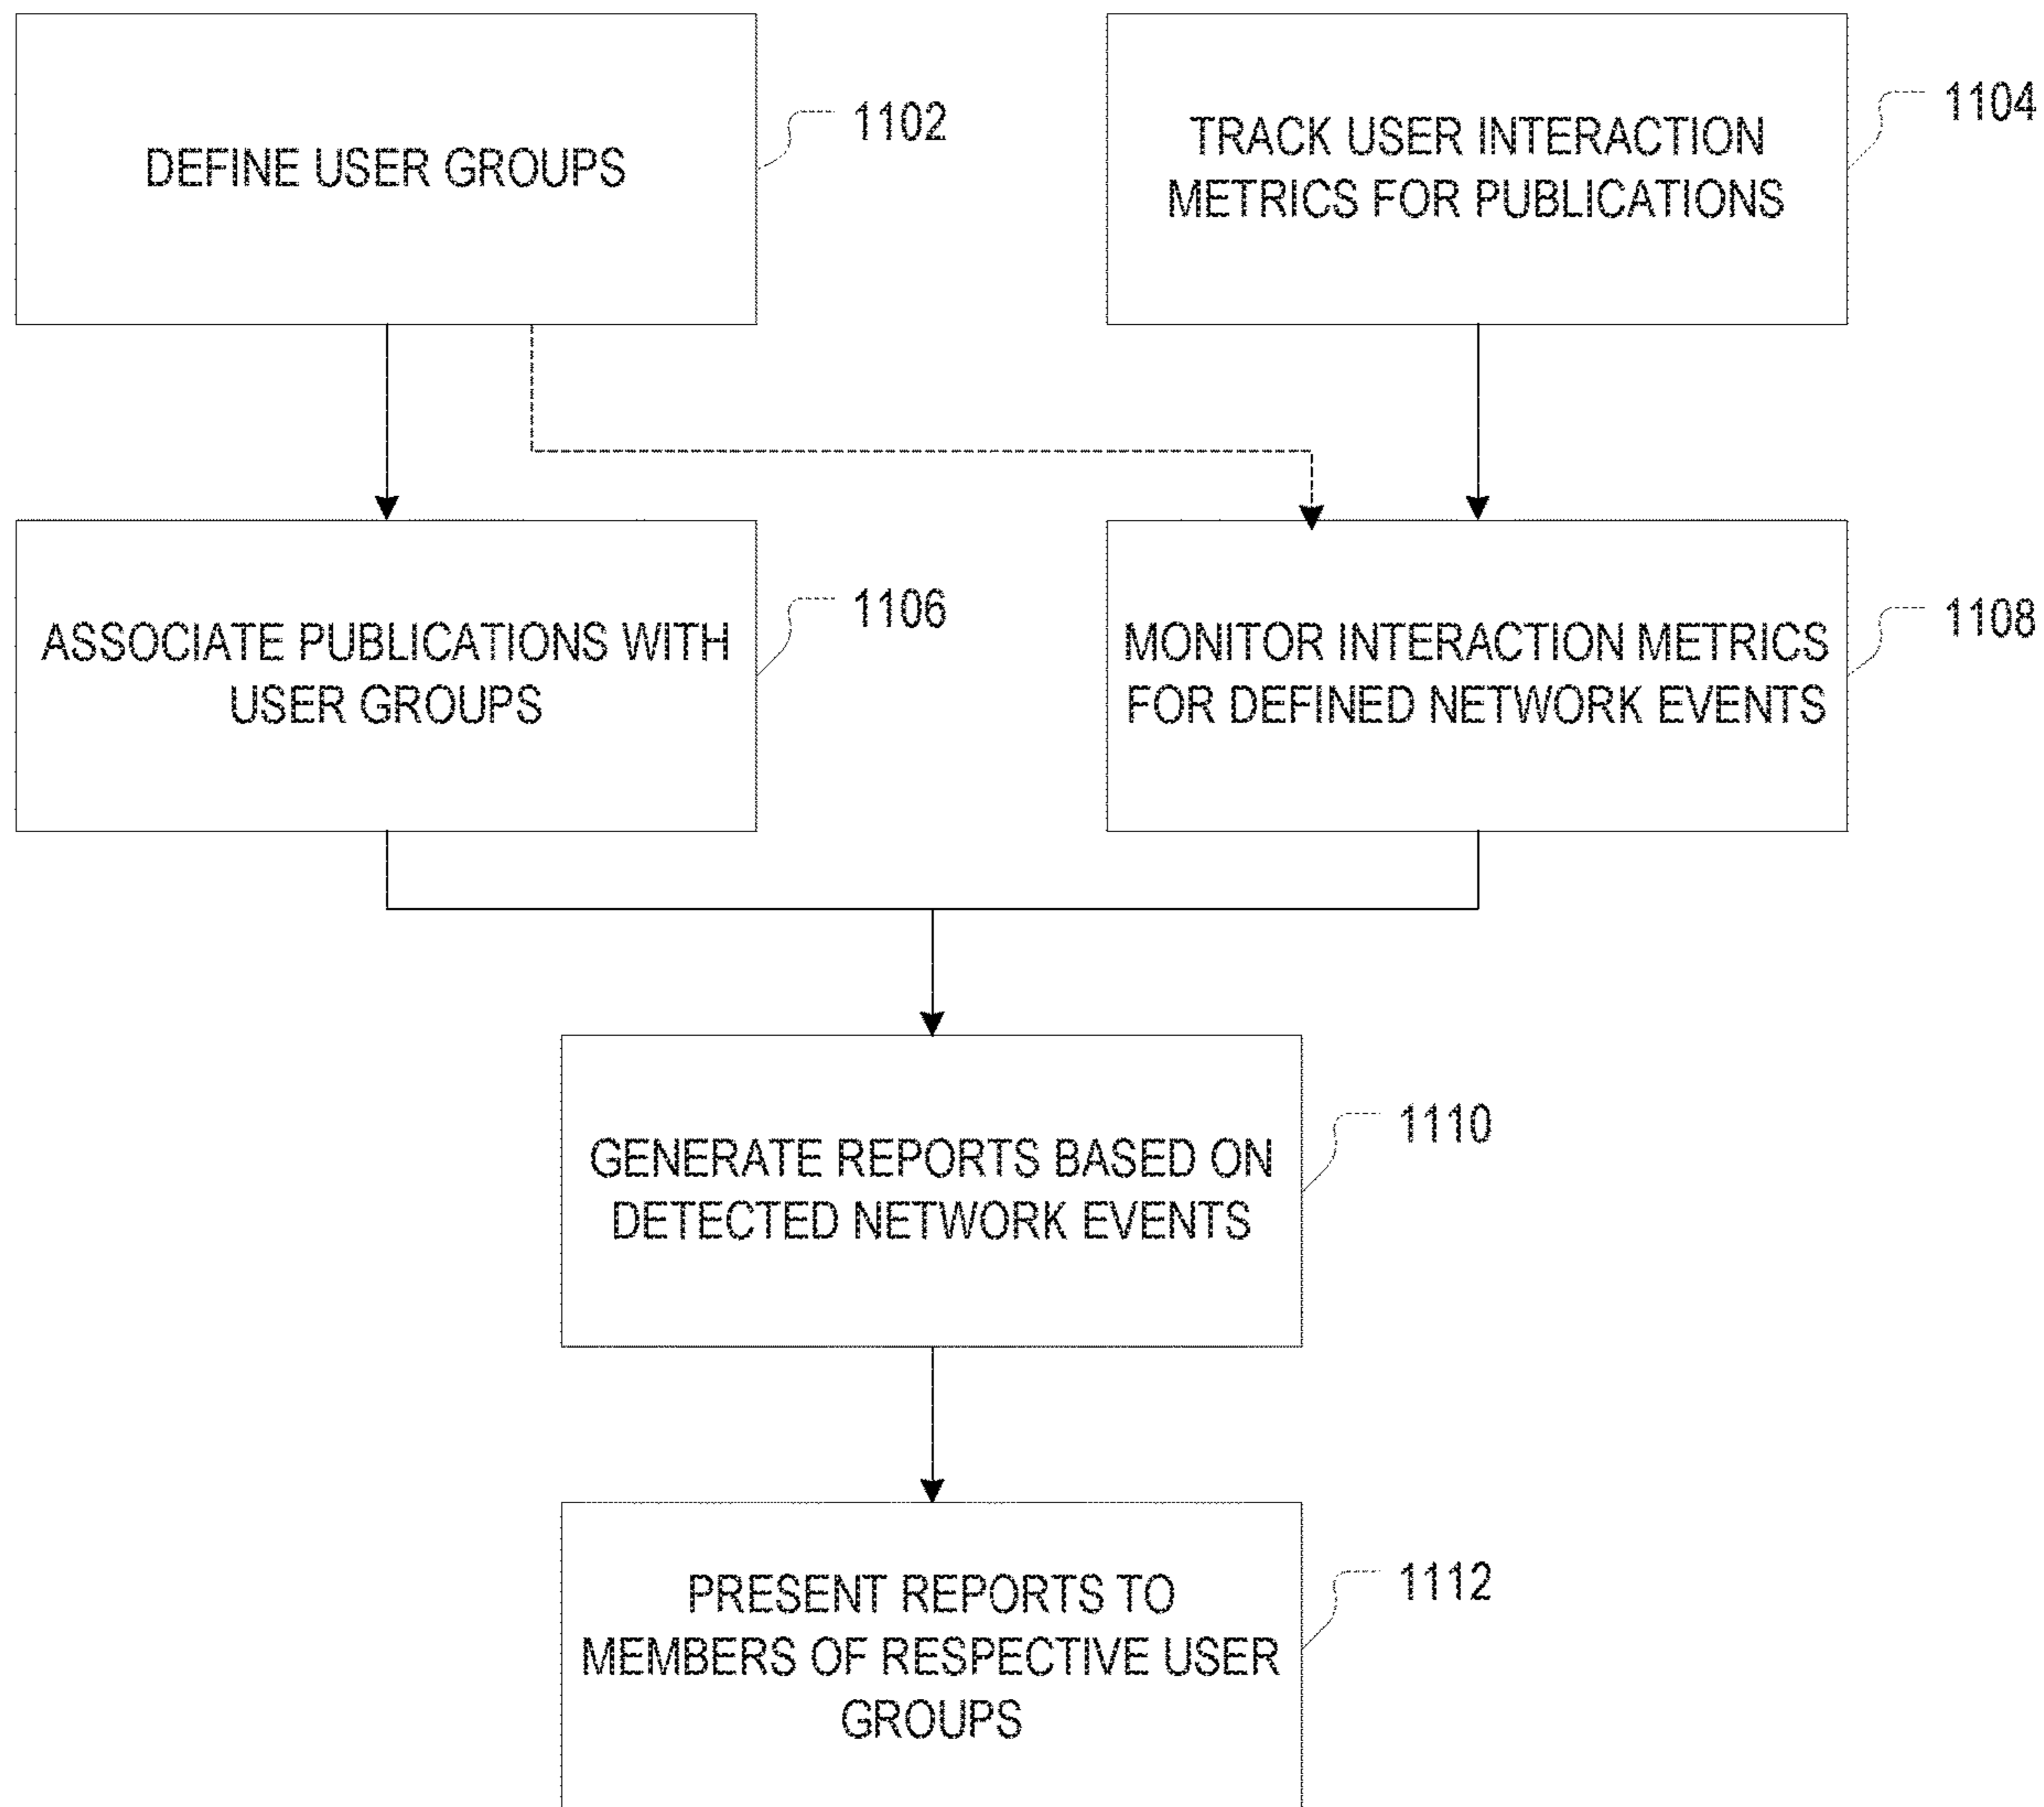 DEFINE USER GROUPS
1102
TRACK USER INTERACTION
METRICS FOR PUBLICATIONS
1104
ASSOCIATE PUBLICATIONS WITH
USER GROUPS
1106
MONITOR INTERACTION METRICS
FOR DEFINED NETWORK EVENTS
1108
GENERATE REPORTS BASED ON
DETECTED NETWORK EVENTS
1110
PRESENT REPORTS TO
MEMBERS OF RESPECTIVE USER
GROUPS
1112